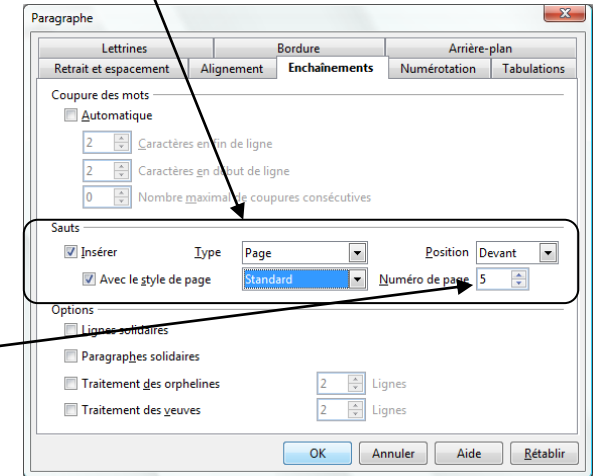 Paragraphe
Lettrines Bordure Arrière-plan
Retrait et espacement Alignement Enchaînements Numérotation Tabulations
Coupure des mots
Automatique
2 Caractères en fin de ligne
2 Caractères en début de ligne
0 Nombre maximal de coupures consécutives
Sauts
Insérer Type Page Position Devant
Avec le style de page Standard Numéro de page 5
Options
Lignes solidaires
Paragraphes solidaires
Traitement des orphelines 2 Lignes
Traitement des veuves 2 Lignes
OK Annuler Aide Rétablir